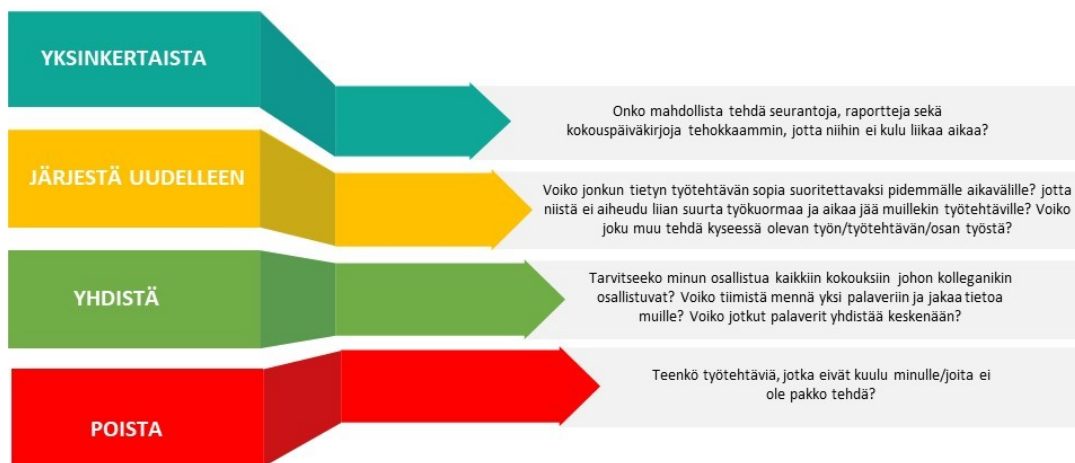 YKSINKERTAISTA
Onko mahdollista tehdä seurantoja, raportteja sekä
kokouspäiväkirjoja tehokkaammin, jotta niihin ei kulu liikaa aikaa?
JÄRJESTÄ UUDELLEEN
Voiko jonkun tietyn työtehtävän sopia suoritettavaksi pidemmälle aikavälille? jotta
niistä ei aiheudu liian suurta työkuormaa ja aikaa jää muillekin työtehtäville? Voiko
joku muu tehdä kyseessä olevan työn/työtehtävän/osan työstä?
YHDISTÄ
Tarvitseeko minun osallistua kaikkiin kokouksiin johon kolleganikin
osallistuvat? Voiko tiimistä mennä yksi palaveriin ja jakaa tietoa
muille? Voiko jotkut palaverit yhdistää keskenään?
POISTA
Teenkö työtehtäviä, jotka eivät kuulu minulle/joita ei
ole pakko tehdä?